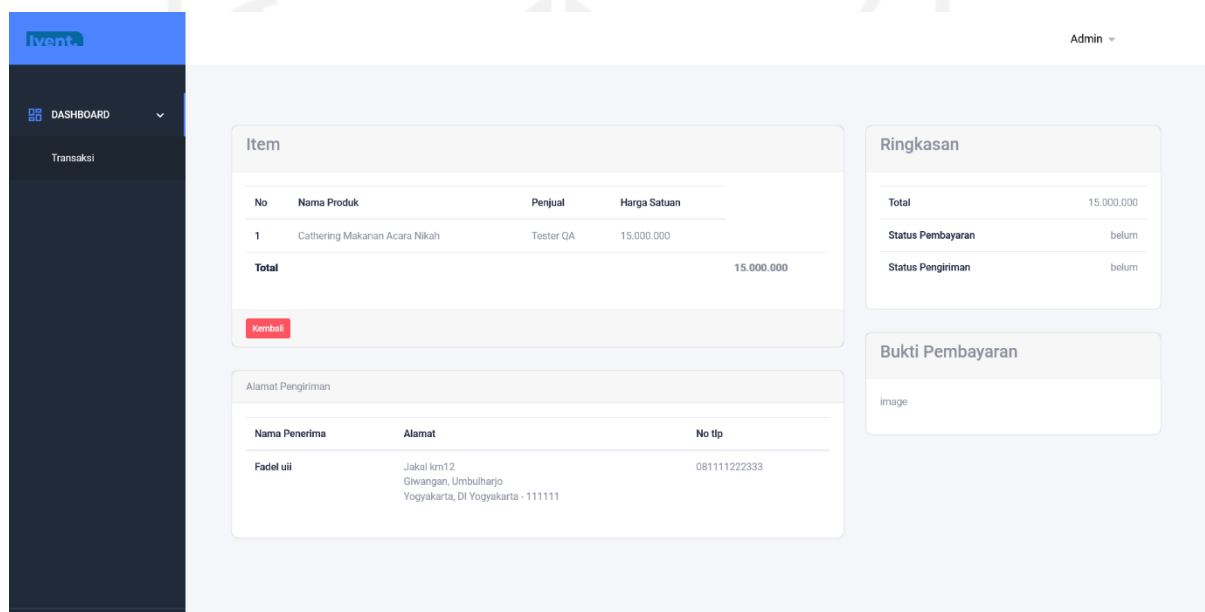 Ivent.
Admin
DASHBOARD
Transaksi
Item
No Nama Produk Penjual Harga Satuan
1 Cathering Makanan Acara Nikah Tester QA 15.000.000
Total 15.000.000
Kembali
Alamat Pengiriman
Nama Penerima Alamat No tlp
Fadel uii Jakal km12 081111222333
Giwangan, Umbulharjo
Yogyakarta, DI Yogyakarta - 111111
Ringkasan
Total 15.000.000
Status Pembayaran belum
Status Pengiriman belum
Bukti Pembayaran
image